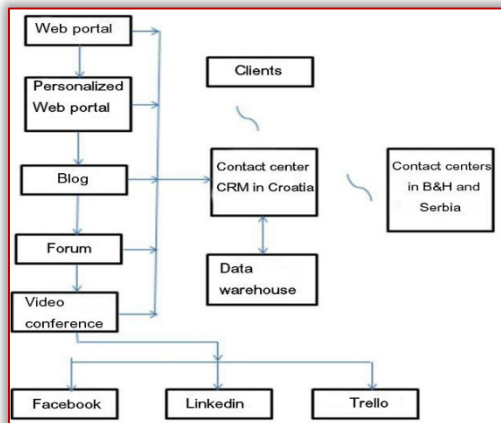 Web portal
Personalized
Web portal
Blog
Forum
Video
conference
Clients
Contact center
CRM in Croatia
Data
warehouse
Contact centers
in B&H and
Serbia
Facebook
Linkedin
Trello